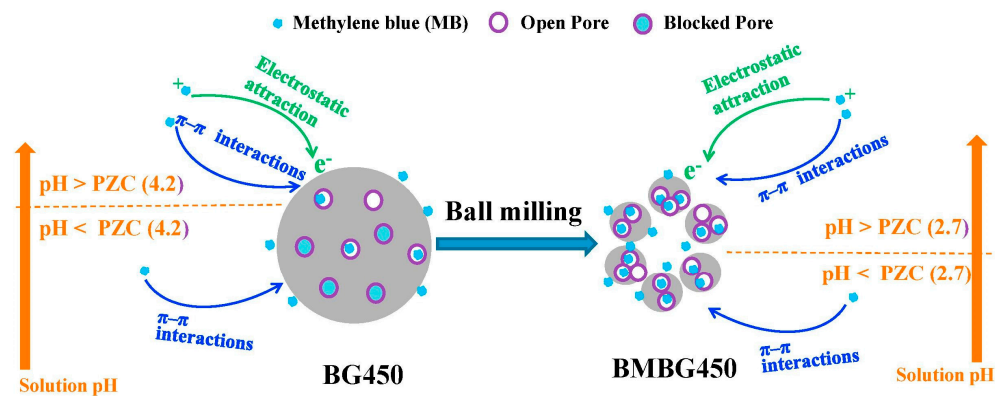 Methylene blue (MB)
Open Pore
Blocked Pore
Electrostatic
attraction
+
π–π interactions
e-
pH > PZC (4.2)
pH < PZC (4.2)
π–π
interactions
Solution pH
BG450
Ball milling
Electrostatic
attraction
+
π–π interactions
e-
pH > PZC (2.7)
pH < PZC (2.7)
π–π
interactions
Solution pH
BMBG450